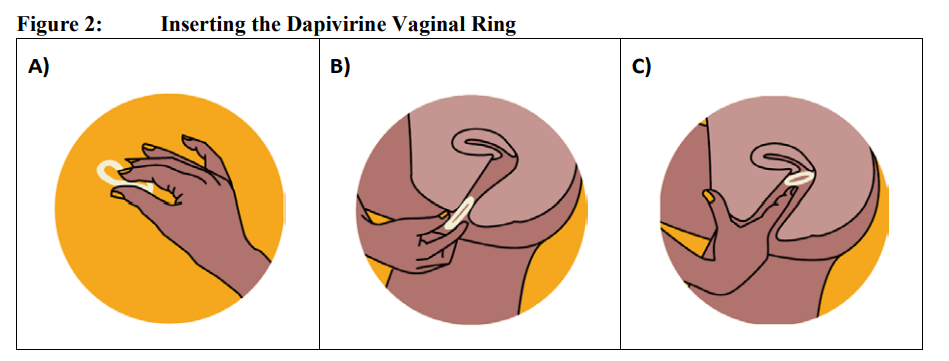 Figure 2: Inserting the Dapivirine Vaginal Ring
A) B) C)